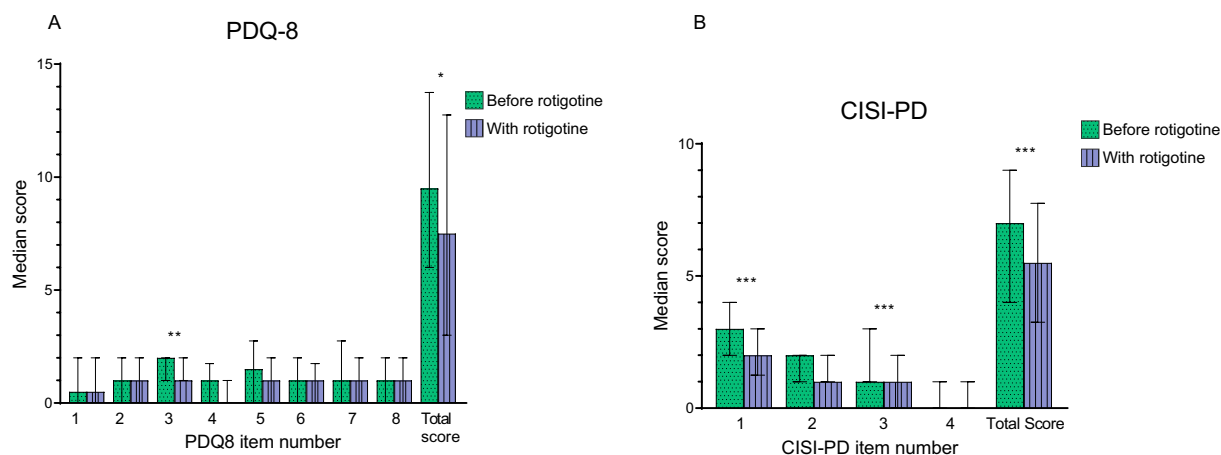 A
PDQ-8
15
10
5
0
Median score
*
**
Before rotigotine
With rotigotine
1 2 3 4 5 6 7 8 Total score
PDQ8 item number
B
CISI-PD
10
5
0
Median score
***
***
***
Before rotigotine
With rotigotine
1 2 3 4 Total Score
CISI-PD item number